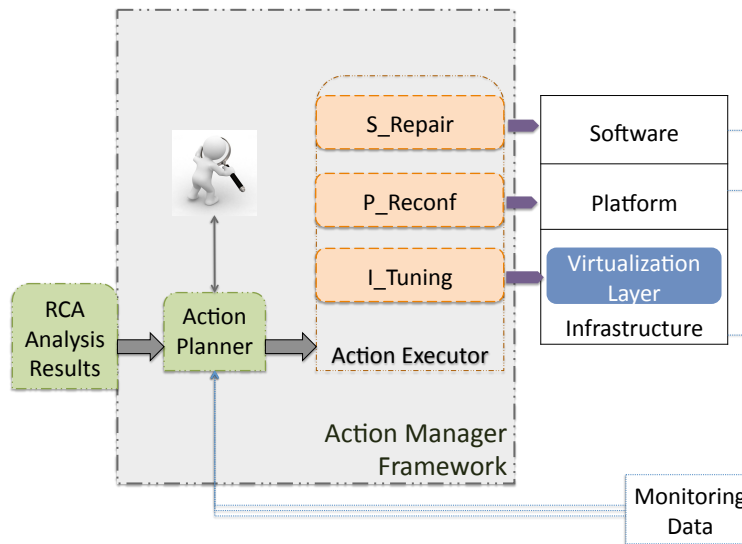 S_Repair
P_Reconf
I_Tuning
Action Executor
Software
Platform
Virtualization
Layer
Infrastructure
RCA
Analysis
Results
Action
Planner
Action Manager
Framework
Monitoring
Data